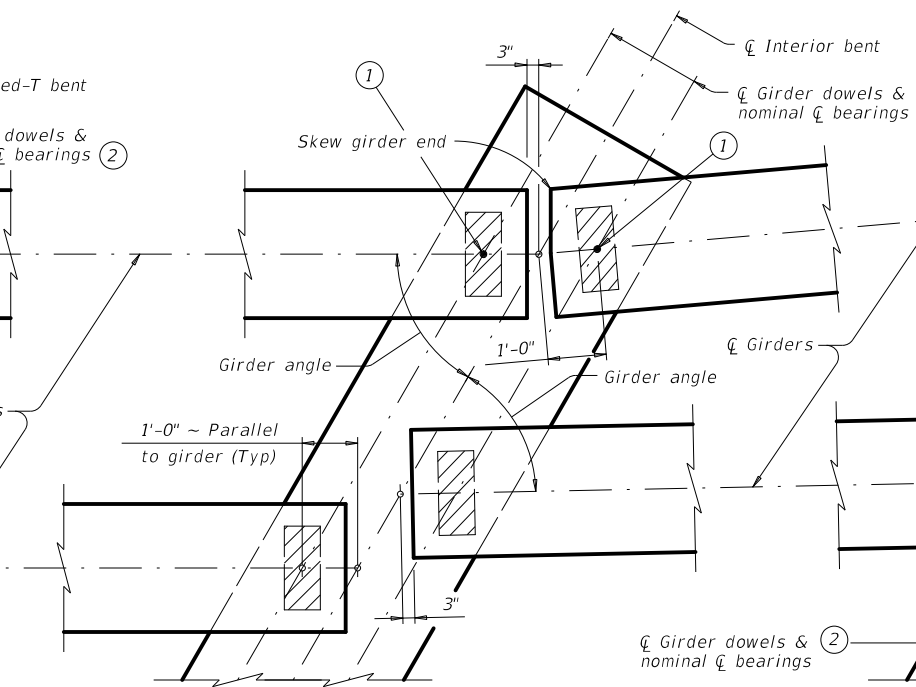 ℄ Interior bent
3"
1
ed-T bent
℄ Girder dowels &
nominal ℄ bearings
dowels &
℄ bearings 2
Skew girder end
1
1'-0"
℄ Girders
Girder angle
Girder angle
s
1'-0" ~ Parallel
to girder (Typ)
3"
℄ Girder dowels & 2
nominal ℄ bearings